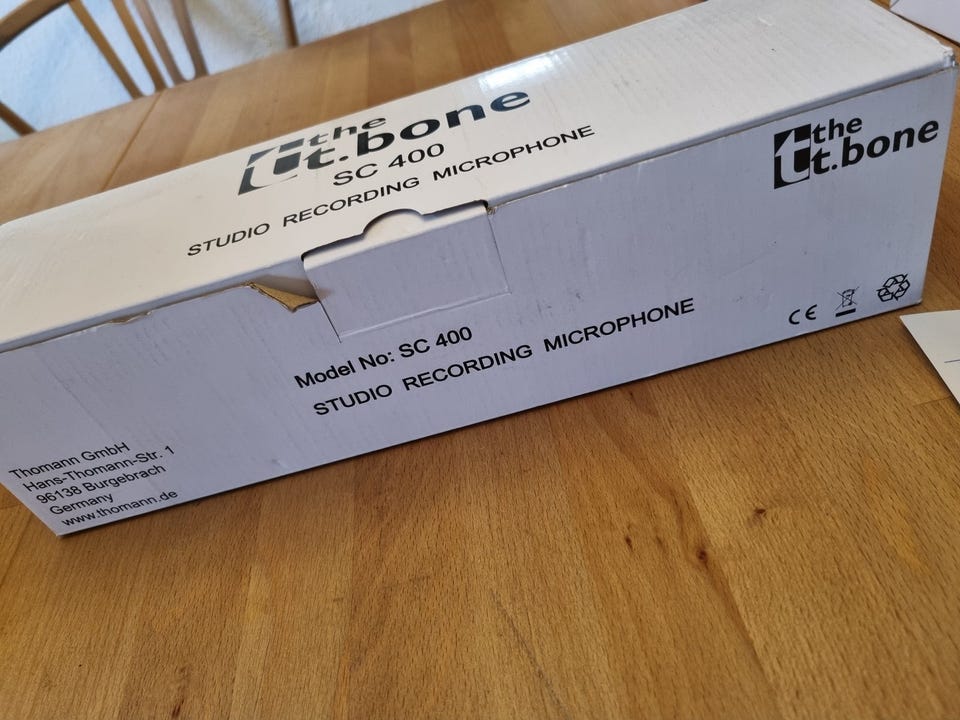 the
t.bone
SC 400
STUDIO RECORDING MICROPHONE
the
t.bone
Model No: SC 400
STUDIO RECORDING MICROPHONE
CE
Thomann GmbH
Hans-Thomann-Str. 1
96138 Burgebrach
Germany
www.thomann.de